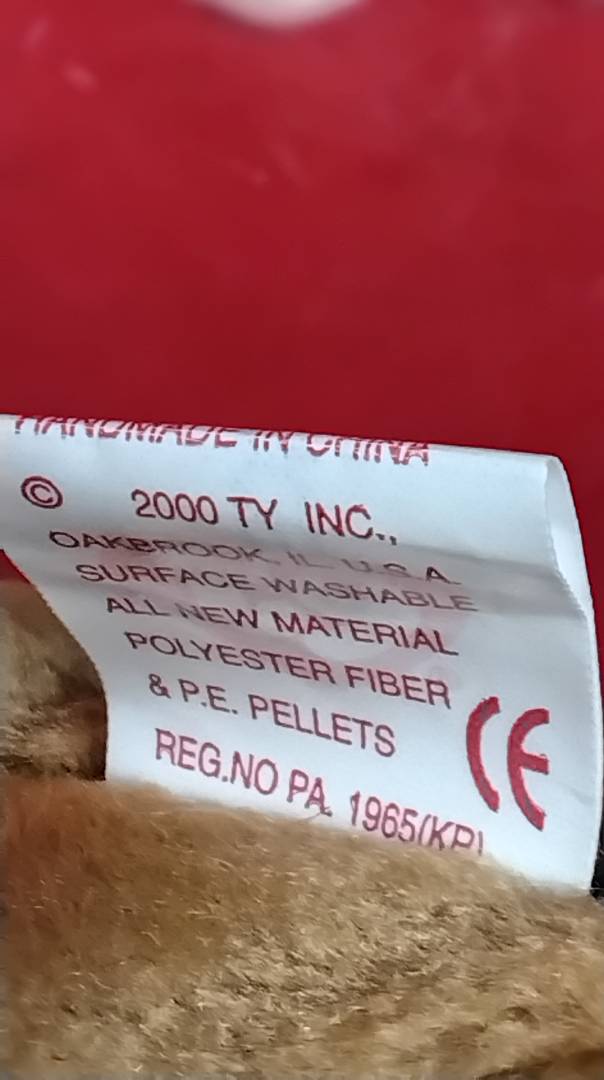 HANDMADE IN CHINA
© 2000 TY INC.,
OAKBROOK, IL U.S.A.
SURFACE WASHABLE
ALL NEW MATERIAL
POLYESTER FIBER
& P.E. PELLETS
REG.NO PA. 1965(KR)
CE